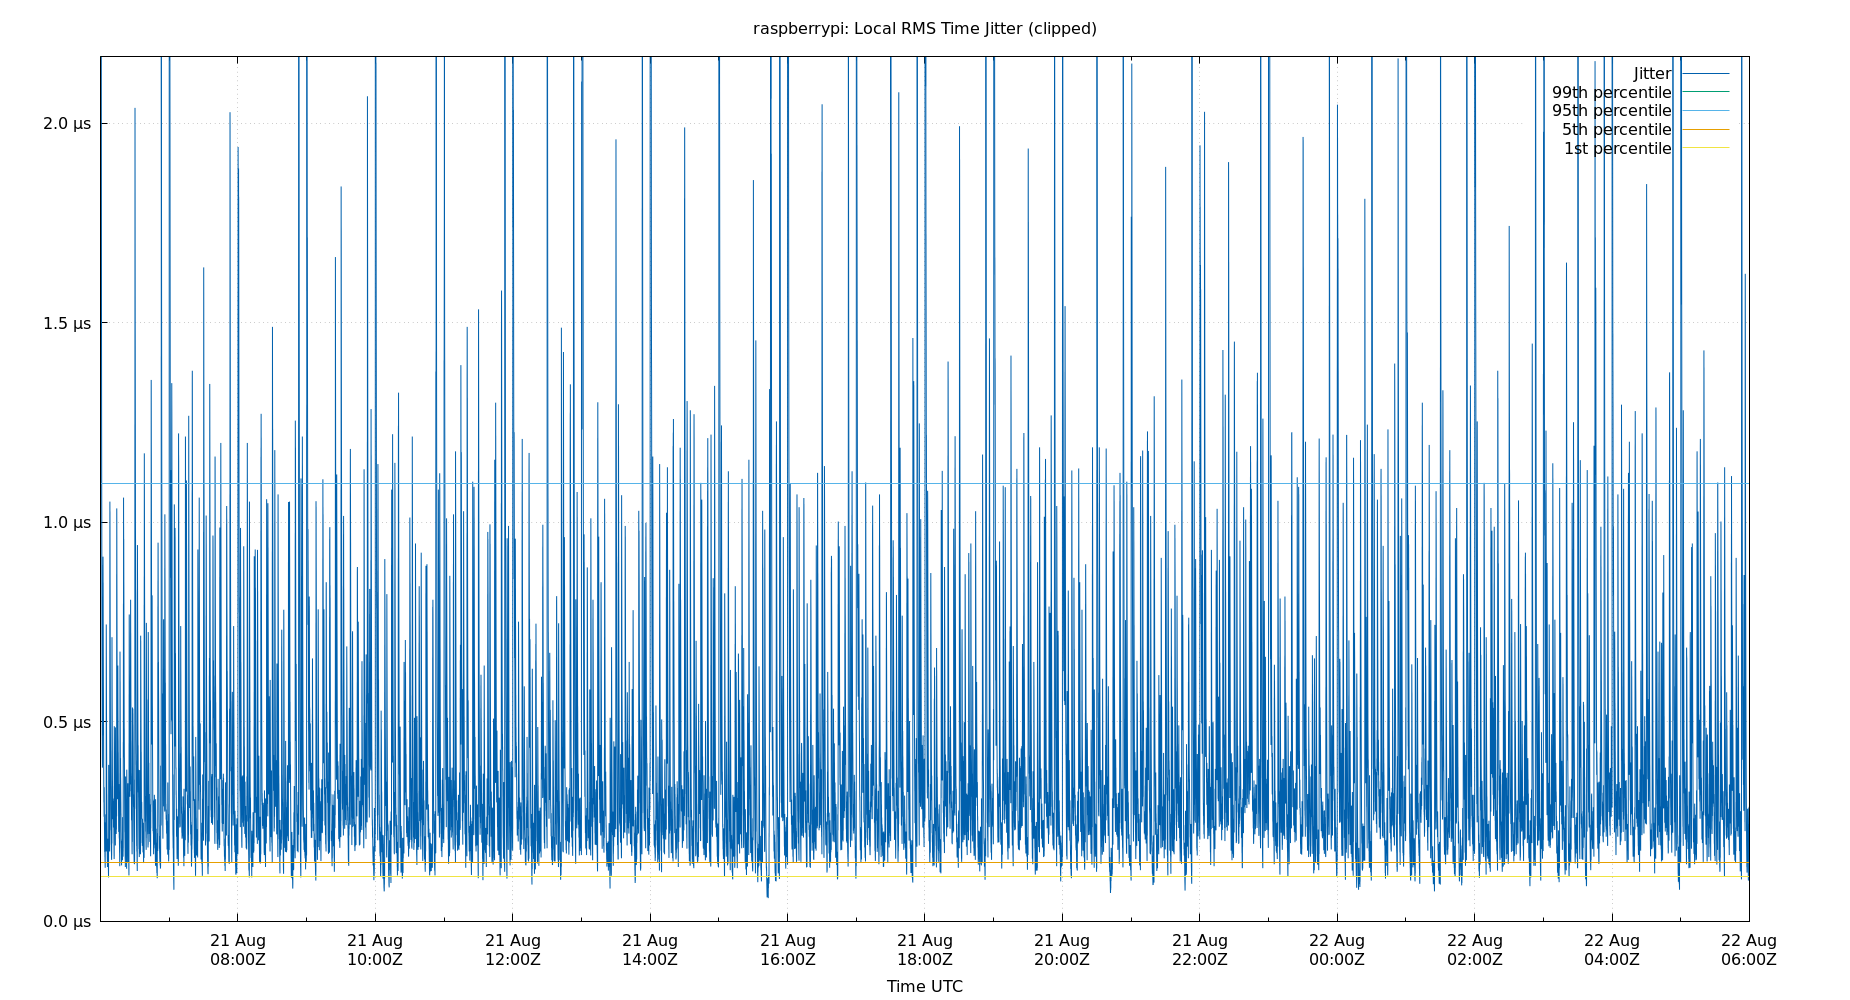 raspberrypi: Local RMS Time Jitter (clipped)
Jitter
99th percentile
95th percentile
5th percentile
1st percentile
2.0 µs
1.5 µs
1.0 µs
0.5 µs
0.0 µs
21 Aug 21 Aug 21 Aug 21 Aug 21 Aug 21 Aug 21 Aug 21 Aug 22 Aug 22 Aug 22 Aug 22 Aug
08:00Z 10:00Z 12:00Z 14:00Z 16:00Z 18:00Z 20:00Z 22:00Z 00:00Z 02:00Z 04:00Z 06:00Z
Time UTC